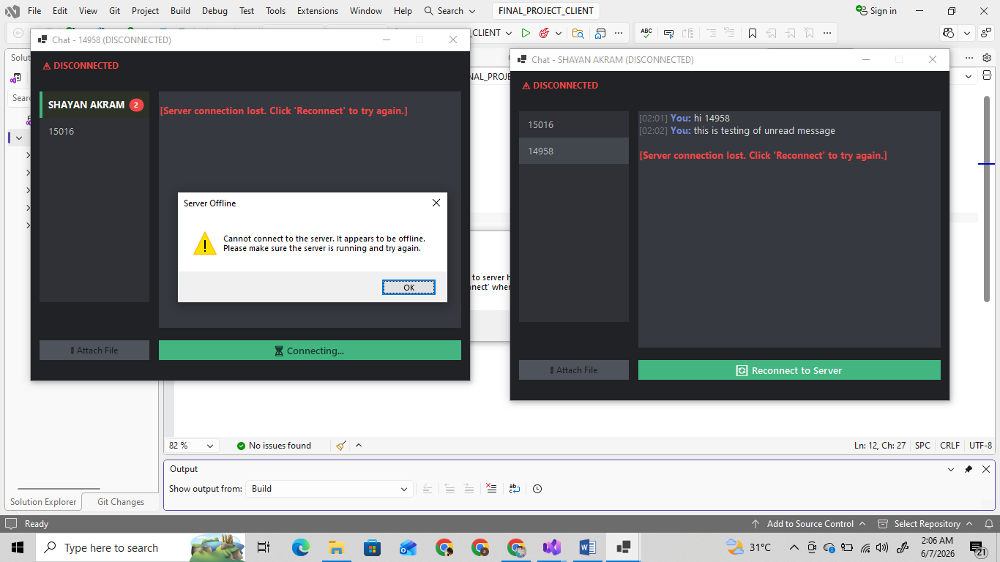 File Edit View Git Project Build Debug Test Tools Extensions Window Help Search FINAL_PROJECT_CLIENT Sign in
_CLIENT
Chat - 14958 (DISCONNECTED)
⚠ DISCONNECTED
SHAYAN AKRAM 2
15016
[Server connection lost. Click 'Reconnect' to try again.]
Server Offline
Cannot connect to the server. It appears to be offline.
Please make sure the server is running and try again.
OK
Attach File
Connecting...
Chat - SHAYAN AKRAM (DISCONNECTED)
⚠ DISCONNECTED
15016
14958
[02:01] You: hi 14958
[02:02] You: this is testing of unread message
[Server connection lost. Click 'Reconnect' to try again.]
Attach File
Reconnect to Server
to server
82 % No issues found Ln: 12, Ch: 27 SPC CRLF UTF-8
Output
Show output from: Build
Solution Explorer Git Changes
Ready Add to Source Control Select Repository
Type here to search
31°C
2:06 AM
6/7/2026
21